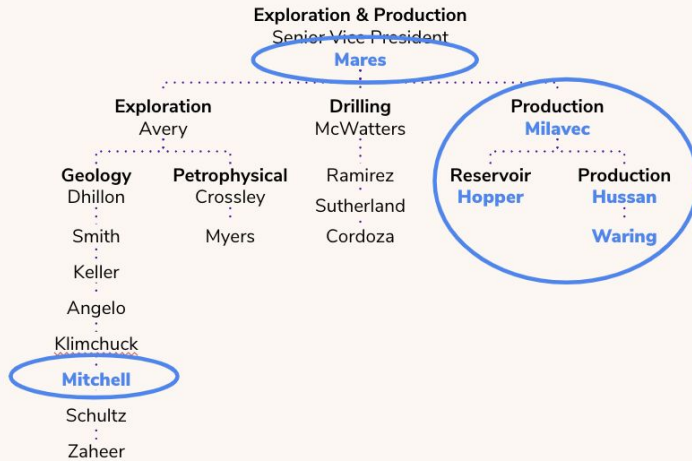 Exploration & Production
Senior Vice President
Mares
Exploration
Avery
Drilling
McWatters
Production
Milavec
Geology
Dhillon
Petrophysical
Crossley
Ramirez
Reservoir
Hopper
Production
Hussan
Sutherland
Smith
Myers
Cordoza
Waring
Keller
Angelo
Klimchuck
Mitchell
Schultz
Zaheer